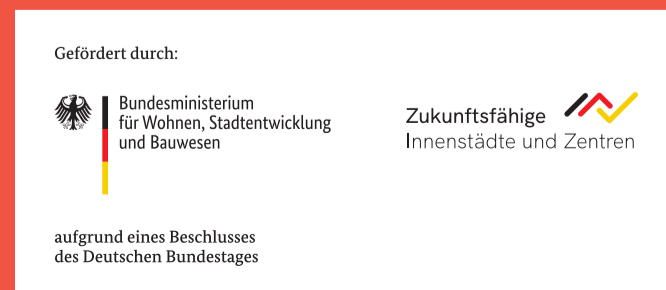 Gefördert durch:
Bundesministerium
für Wohnen, Stadtentwicklung
und Bauwesen
Zukunftsfähige
Innenstädte und Zentren
aufgrund eines Beschlusses
des Deutschen Bundestages